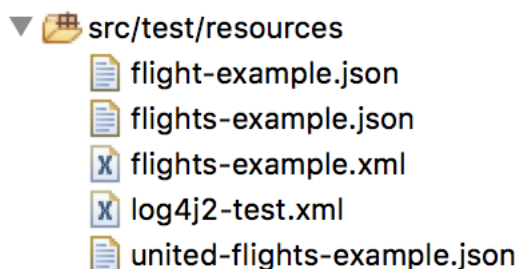 src/test/resources
flight-example.json
flights-example.json
flights-example.xml
log4j2-test.xml
united-flights-example.json